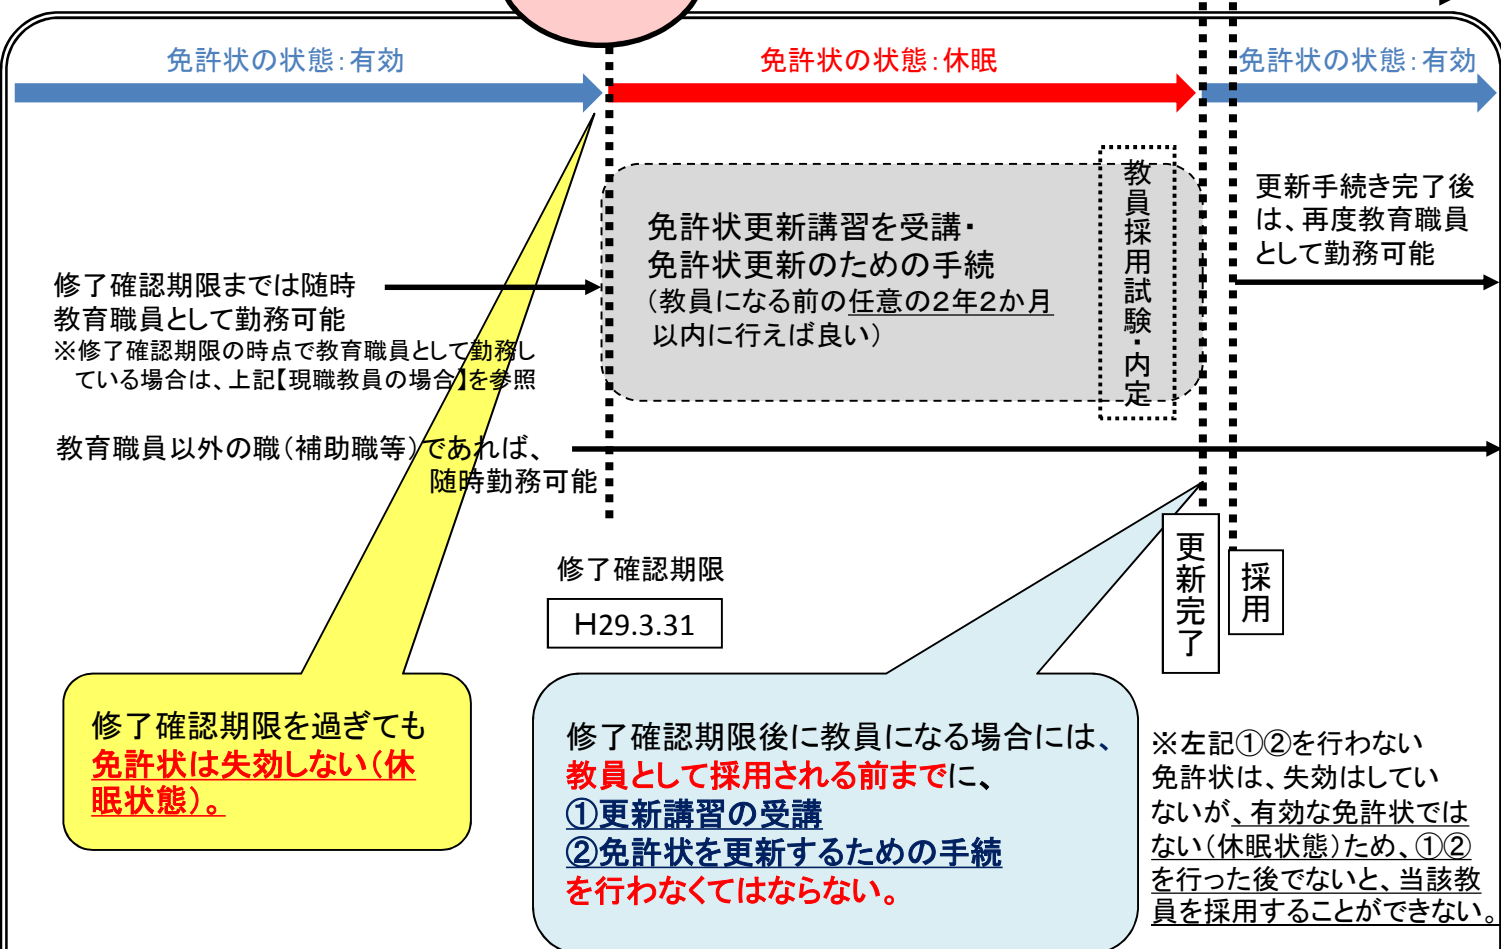 免許状の状態：有効
免許状の状態：休眠
免許状の状態：有効
教員採用試験・内定
更新手続き完了後
は、再度教育職員
として勤務可能
免許状更新講習を受講・
免許状更新のための手続
（教員になる前の任意の２年２か月
以内に行えば良い）
修了確認期限までは随時
教育職員として勤務可能
※修了確認期限の時点で教育職員として勤務し
ている場合は、上記【現職教員の場合】を参照
教育職員以外の職（補助職等）であれば、
随時勤務可能
修了確認期限
H29.3.31
更新完了
採用
修了確認期限を過ぎても
免許状は失効しない（休
眠状態）。
修了確認期限後に教員になる場合には、
教員として採用される前までに、
①更新講習の受講
②免許状を更新するための手続
を行わなくてはならない。
※左記①②を行わない
免許状は、失効はしてい
ないが、有効な免許状では
ない（休眠状態）ため、①②
を行った後でないと、当該教
員を採用することができない。